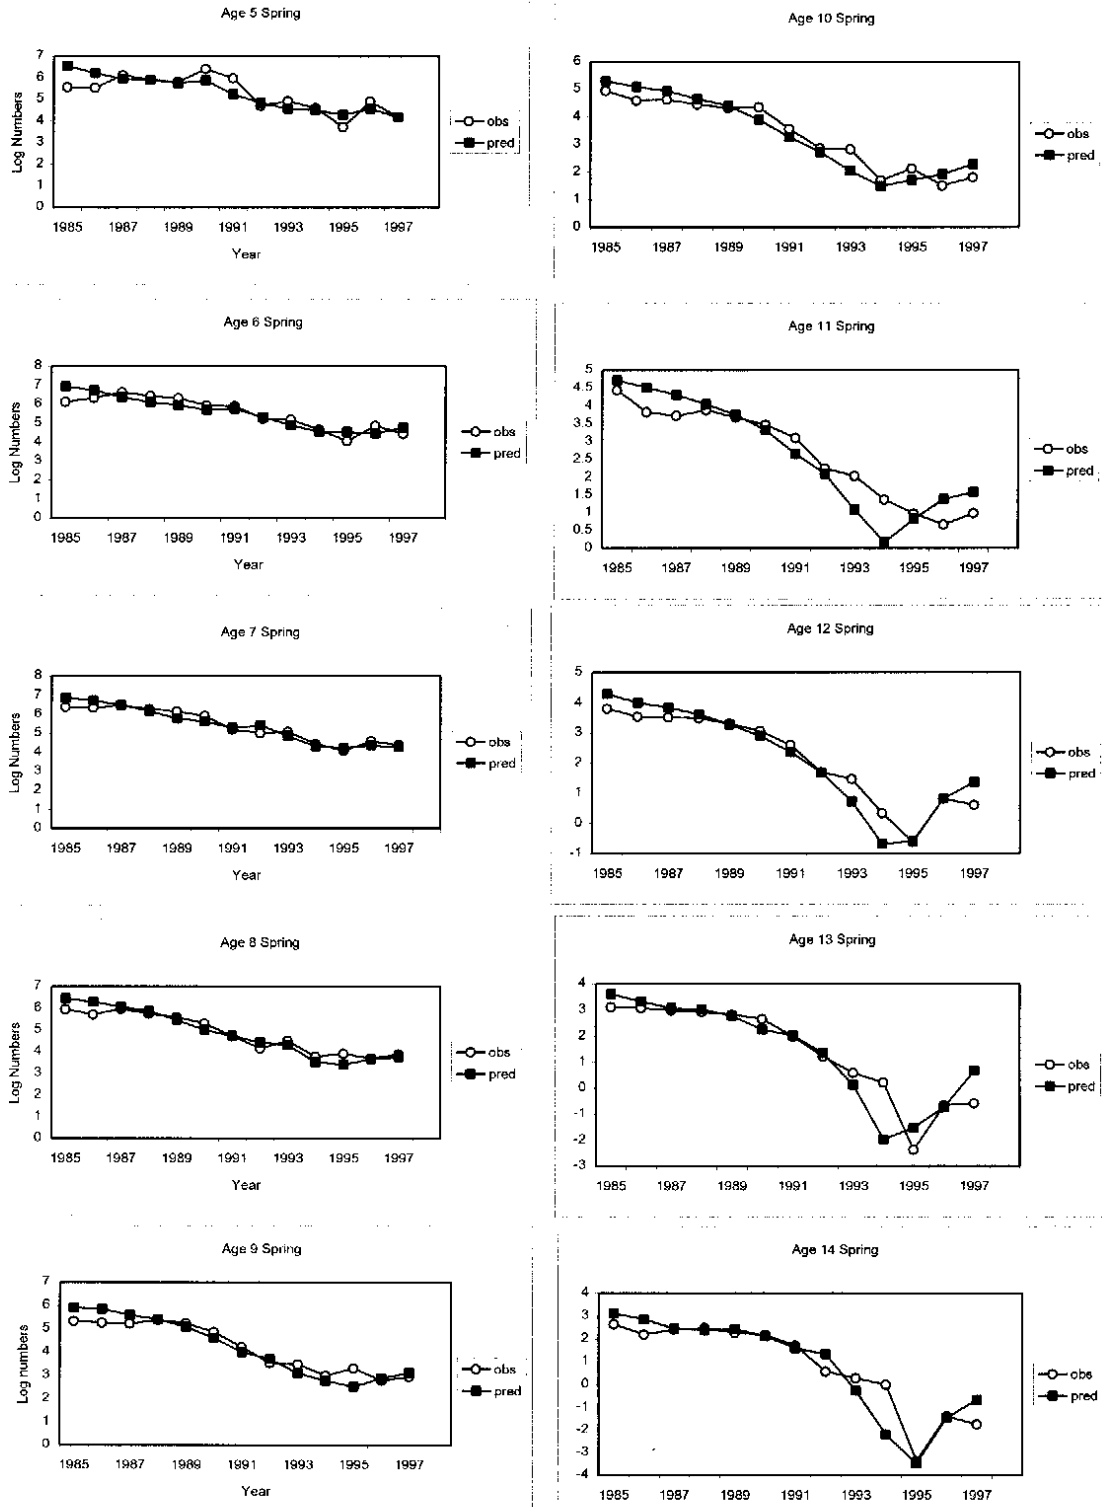 Age 5 Spring
Log Numbers
7
6
5
4
3
2
1
0
1985 1987 1989 1991 1993 1995 1997
Year
obs
pred
Age 6 Spring
Log Numbers
8
7
6
5
4
3
2
1
0
1985 1987 1989 1991 1993 1995 1997
Year
obs
pred
Age 7 Spring
Log Numbers
8
7
6
5
4
3
2
1
0
1985 1987 1989 1991 1993 1995 1997
Year
obs
pred
Age 8 Spring
Log Numbers
7
6
5
4
3
2
1
0
1985 1987 1989 1991 1993 1995 1997
Year
obs
pred
Age 9 Spring
Log numbers
7
6
5
4
3
2
1
0
1985 1987 1989 1991 1993 1995 1997
Year
obs
pred
Age 10 Spring
6
5
4
3
2
1
0
1985 1987 1989 1991 1993 1995 1997
obs
pred
Age 11 Spring
5
4.5
4
3.5
3
2.5
2
1.5
1
0.5
0
1985 1987 1989 1991 1993 1995 1997
obs
pred
Age 12 Spring
5
4
3
2
1
0
-1
1985 1987 1989 1991 1993 1995 1997
obs
pred
Age 13 Spring
4
3
2
1
0
-1
-2
-3
1985 1987 1989 1991 1993 1995 1997
obs
pred
Age 14 Spring
4
3
2
1
0
-1
-2
-3
-4
1985 1987 1989 1991 1993 1995 1997
obs
pred